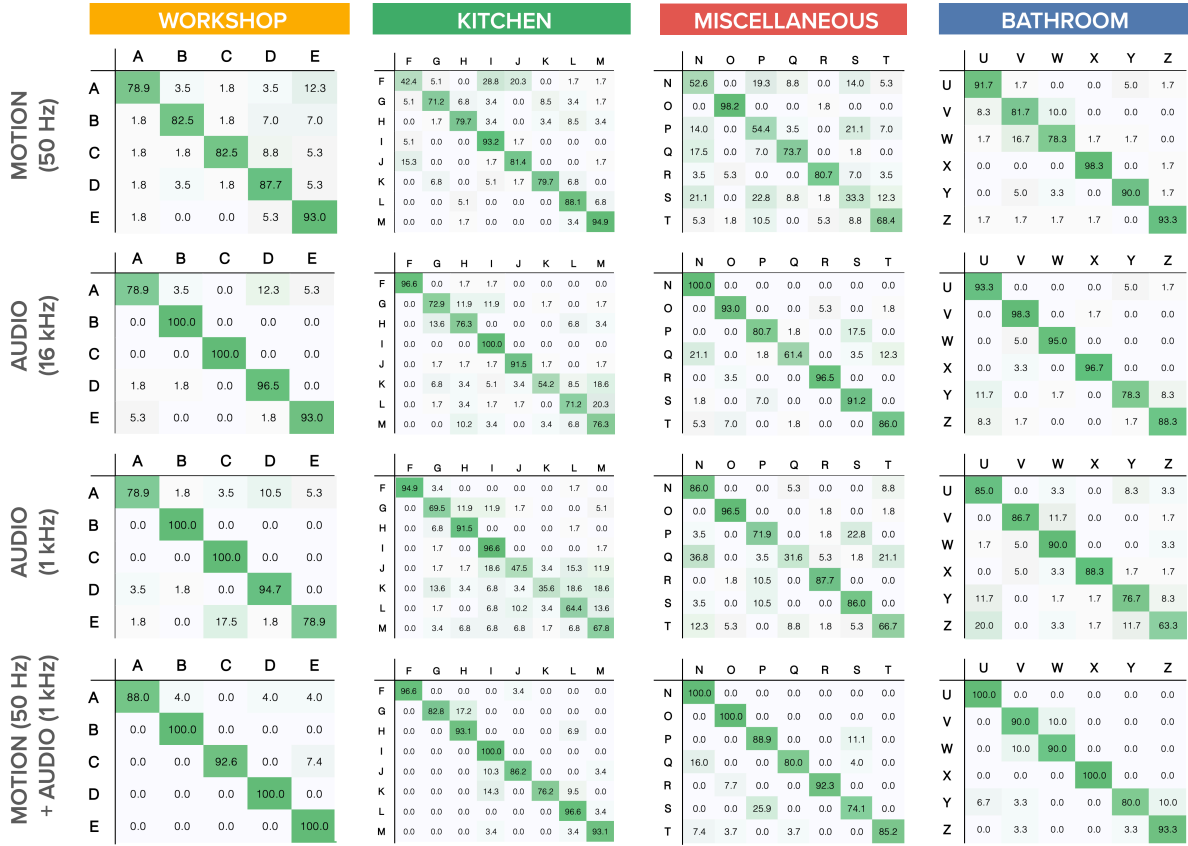 WORKSHOP KITCHEN MISCELLANEOUS BATHROOM
MOTION
(50 Hz)
A B C D E
A 78.9 3.5 1.8 3.5 12.3
B 1.8 82.5 1.8 7.0 7.0
C 1.8 1.8 82.5 8.8 5.3
D 1.8 3.5 1.8 87.7 5.3
E 1.8 0.0 0.0 5.3 93.0
F G H I J K L M
F 42.4 5.1 0.0 28.8 20.3 0.0 1.7 1.7
G 5.1 71.2 6.8 3.4 0.0 8.5 3.4 1.7
H 0.0 1.7 79.7 3.4 0.0 3.4 8.5 3.4
I 5.1 0.0 0.0 93.2 1.7 0.0 0.0 0.0
J 15.3 0.0 0.0 1.7 81.4 0.0 0.0 1.7
K 0.0 6.8 0.0 5.1 1.7 79.7 6.8 0.0
L 0.0 0.0 5.1 0.0 0.0 0.0 88.1 6.8
M 0.0 0.0 1.7 0.0 0.0 0.0 3.4 94.9
N O P Q R S T
N 52.6 0.0 19.3 8.8 0.0 14.0 5.3
O 0.0 98.2 0.0 0.0 1.8 0.0 0.0
P 14.0 0.0 54.4 3.5 0.0 21.1 7.0
Q 17.5 0.0 7.0 73.7 0.0 1.8 0.0
R 3.5 5.3 0.0 0.0 80.7 7.0 3.5
S 21.1 0.0 22.8 8.8 1.8 33.3 12.3
T 5.3 1.8 10.5 0.0 5.3 8.8 68.4
U V W X Y Z
U 91.7 1.7 0.0 0.0 5.0 1.7
V 8.3 81.7 10.0 0.0 0.0 0.0
W 1.7 16.7 78.3 1.7 1.7 0.0
X 0.0 0.0 0.0 98.3 0.0 1.7
Y 0.0 5.0 3.3 0.0 90.0 1.7
Z 1.7 1.7 1.7 1.7 0.0 93.3
AUDIO
(16 kHz)
A B C D E
A 78.9 3.5 0.0 12.3 5.3
B 0.0 100.0 0.0 0.0 0.0
C 0.0 0.0 100.0 0.0 0.0
D 1.8 1.8 0.0 96.5 0.0
E 5.3 0.0 0.0 1.8 93.0
F G H I J K L M
F 96.6 0.0 1.7 1.7 0.0 0.0 0.0 0.0
G 0.0 72.9 11.9 11.9 0.0 1.7 0.0 1.7
H 0.0 13.6 76.3 0.0 0.0 0.0 6.8 3.4
I 0.0 0.0 0.0 100.0 0.0 0.0 0.0 0.0
J 0.0 1.7 1.7 1.7 91.5 1.7 0.0 1.7
K 0.0 6.8 3.4 5.1 3.4 54.2 8.5 18.6
L 0.0 1.7 3.4 1.7 1.7 0.0 71.2 20.3
M 0.0 0.0 10.2 3.4 0.0 3.4 6.8 76.3
N O P Q R S T
N 100.0 0.0 0.0 0.0 0.0 0.0 0.0
O 0.0 93.0 0.0 0.0 5.3 0.0 1.8
P 0.0 0.0 80.7 1.8 0.0 17.5 0.0
Q 21.1 0.0 1.8 61.4 0.0 3.5 12.3
R 0.0 3.5 0.0 0.0 96.5 0.0 0.0
S 1.8 0.0 7.0 0.0 0.0 91.2 0.0
T 5.3 7.0 0.0 1.8 0.0 0.0 86.0
U V W X Y Z
U 93.3 0.0 0.0 0.0 5.0 1.7
V 0.0 98.3 0.0 1.7 0.0 0.0
W 0.0 5.0 95.0 0.0 0.0 0.0
X 0.0 3.3 0.0 96.7 0.0 0.0
Y 11.7 0.0 1.7 0.0 78.3 8.3
Z 8.3 1.7 0.0 0.0 1.7 88.3
AUDIO
(1 kHz)
A B C D E
A 78.9 1.8 3.5 10.5 5.3
B 0.0 100.0 0.0 0.0 0.0
C 0.0 0.0 100.0 0.0 0.0
D 3.5 1.8 0.0 94.7 0.0
E 1.8 0.0 17.5 1.8 78.9
F G H I J K L M
F 94.9 3.4 0.0 0.0 0.0 0.0 1.7 0.0
G 0.0 69.5 11.9 11.9 1.7 0.0 0.0 5.1
H 0.0 6.8 91.5 0.0 0.0 0.0 1.7 0.0
I 0.0 1.7 0.0 96.6 0.0 0.0 0.0 1.7
J 0.0 1.7 1.7 18.6 47.5 3.4 15.3 11.9
K 0.0 13.6 3.4 6.8 3.4 35.6 18.6 18.6
L 0.0 1.7 0.0 6.8 10.2 3.4 64.4 13.6
M 0.0 3.4 6.8 6.8 6.8 1.7 6.8 67.8
N O P Q R S T
N 86.0 0.0 0.0 5.3 0.0 0.0 8.8
O 0.0 96.5 0.0 0.0 1.8 0.0 1.8
P 3.5 0.0 71.9 0.0 1.8 22.8 0.0
Q 36.8 0.0 3.5 31.6 5.3 1.8 21.1
R 0.0 1.8 10.5 0.0 87.7 0.0 0.0
S 3.5 0.0 10.5 0.0 0.0 86.0 0.0
T 12.3 5.3 0.0 8.8 1.8 5.3 66.7
U V W X Y Z
U 85.0 0.0 3.3 0.0 8.3 3.3
V 0.0 86.7 11.7 0.0 0.0 1.7
W 1.7 5.0 90.0 0.0 0.0 3.3
X 0.0 5.0 3.3 88.3 1.7 1.7
Y 11.7 0.0 1.7 1.7 76.7 8.3
Z 20.0 0.0 3.3 1.7 11.7 63.3
MOTION (50 Hz)
+ AUDIO (1 kHz)
A B C D E
A 88.0 4.0 0.0 4.0 4.0
B 0.0 100.0 0.0 0.0 0.0
C 0.0 0.0 92.6 0.0 7.4
D 0.0 0.0 0.0 100.0 0.0
E 0.0 0.0 0.0 0.0 100.0
F G H I J K L M
F 96.6 0.0 0.0 0.0 3.4 0.0 0.0 0.0
G 0.0 82.8 17.2 0.0 0.0 0.0 0.0 0.0
H 0.0 0.0 93.1 0.0 0.0 0.0 6.9 0.0
I 0.0 0.0 0.0 100.0 0.0 0.0 0.0 0.0
J 0.0 0.0 0.0 10.3 86.2 0.0 0.0 3.4
K 0.0 0.0 0.0 14.3 0.0 76.2 9.5 0.0
L 0.0 0.0 0.0 0.0 0.0 0.0 96.6 3.4
M 0.0 0.0 0.0 3.4 0.0 0.0 3.4 93.1
N O P Q R S T
N 100.0 0.0 0.0 0.0 0.0 0.0 0.0
O 0.0 100.0 0.0 0.0 0.0 0.0 0.0
P 0.0 0.0 88.9 0.0 0.0 11.1 0.0
Q 16.0 0.0 0.0 80.0 0.0 4.0 0.0
R 0.0 7.7 0.0 0.0 92.3 0.0 0.0
S 0.0 0.0 25.9 0.0 0.0 74.1 0.0
T 7.4 3.7 0.0 3.7 0.0 0.0 85.2
U V W X Y Z
U 100.0 0.0 0.0 0.0 0.0 0.0
V 0.0 90.0 10.0 0.0 0.0 0.0
W 0.0 10.0 90.0 0.0 0.0 0.0
X 0.0 0.0 0.0 100.0 0.0 0.0
Y 6.7 3.3 0.0 0.0 80.0 10.0
Z 0.0 3.3 0.0 0.0 3.3 93.3